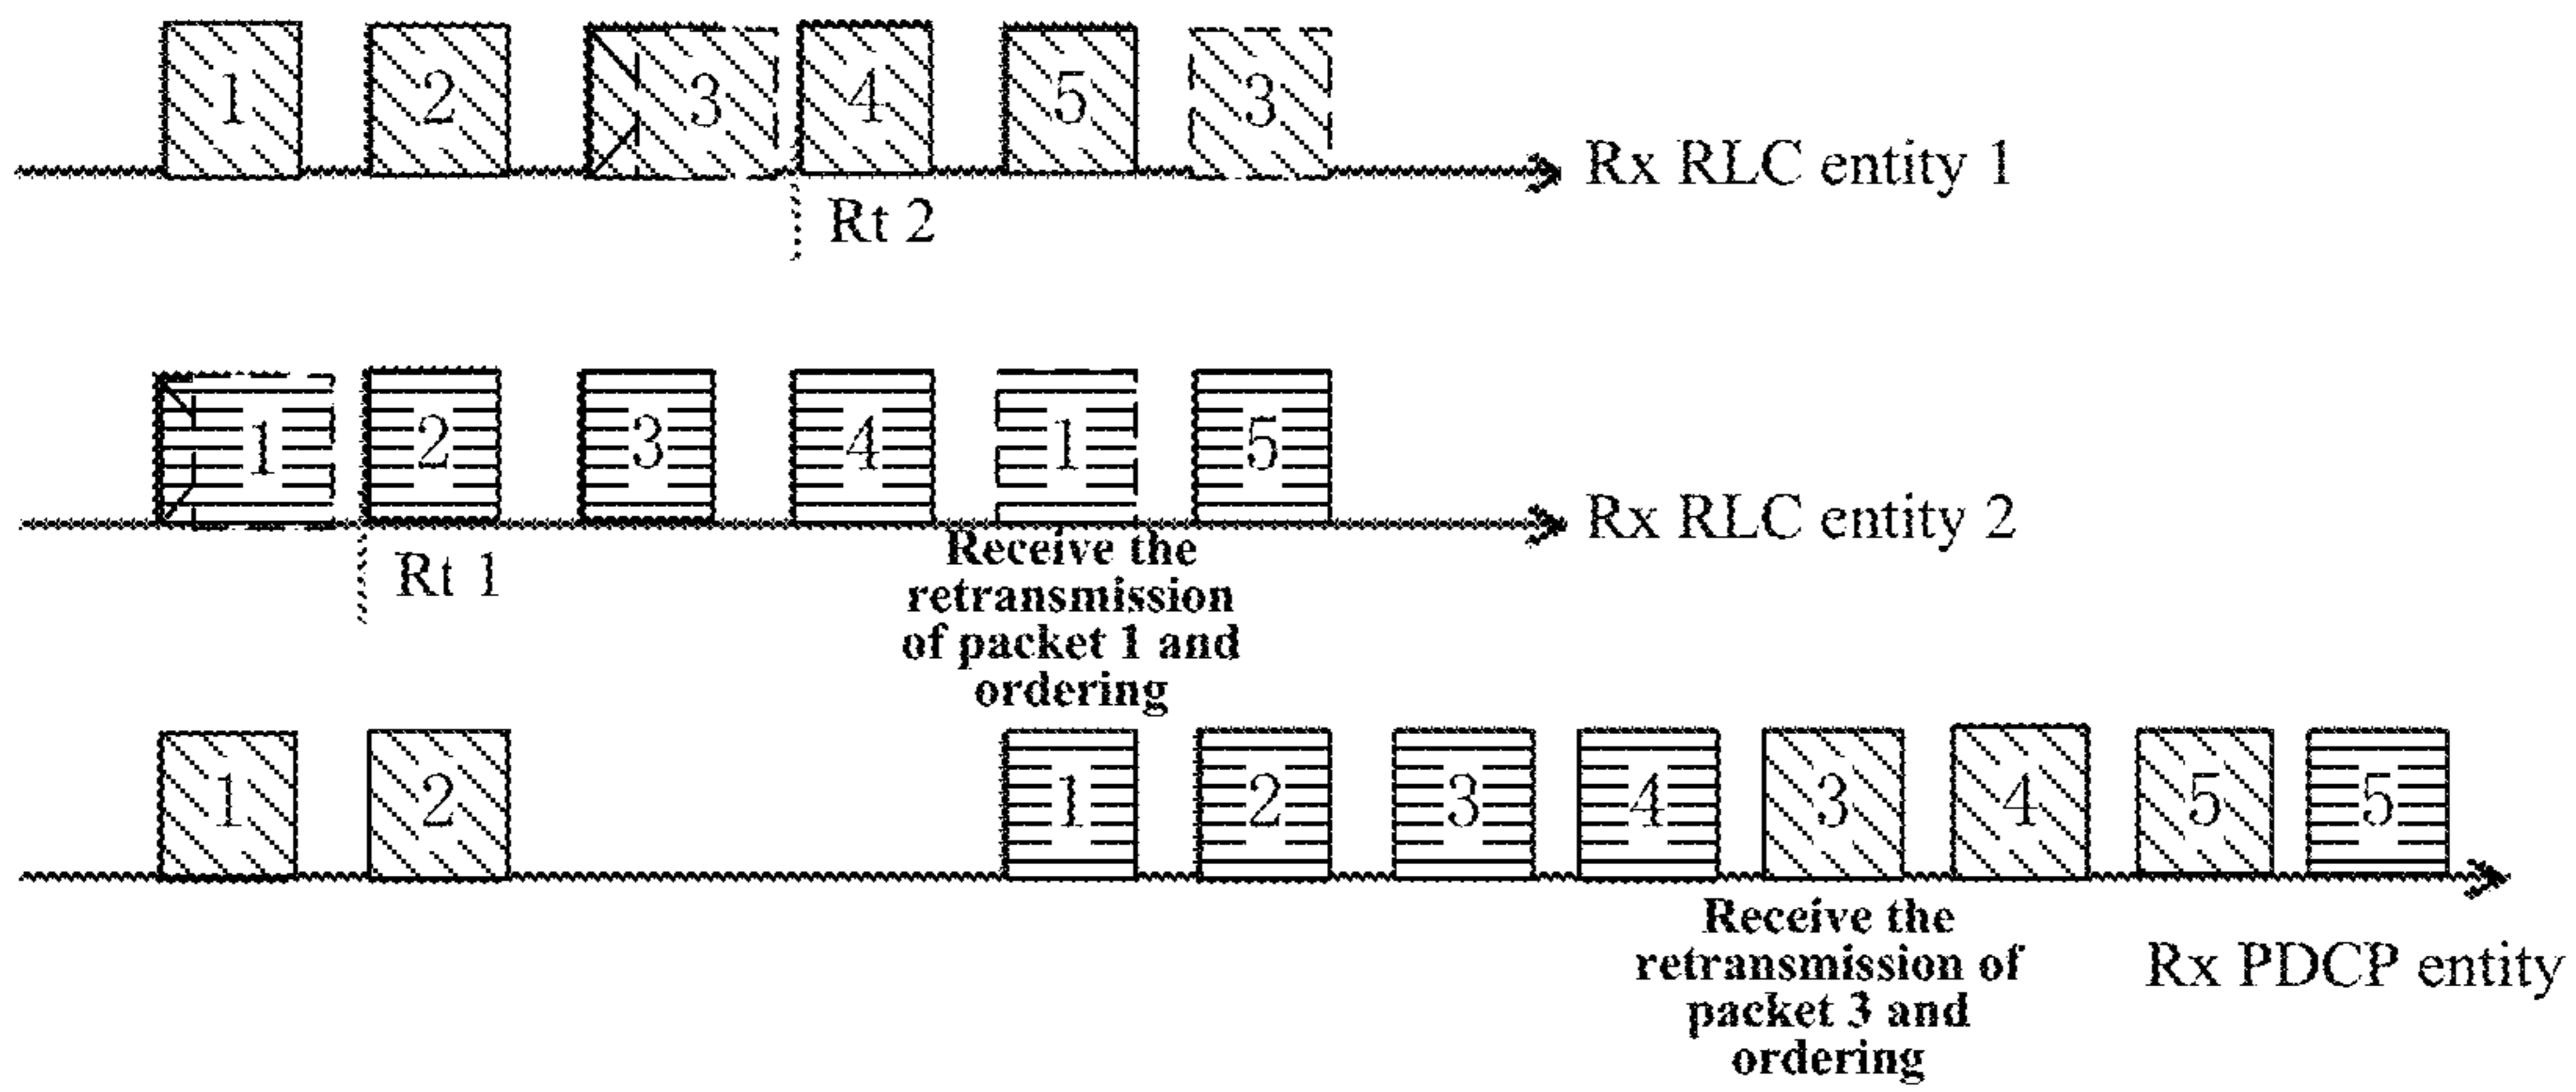 1 2 3 4 5 3
Rx RLC entity 1
Rt 2
1 2 3 4 1 5
Rx RLC entity 2
Rt 1
Receive the
retransmission
of packet 1 and
ordering
1 2 1 2 3 4 3 4 5 5
Receive the
retransmission of
packet 3 and
ordering
Rx PDCP entity